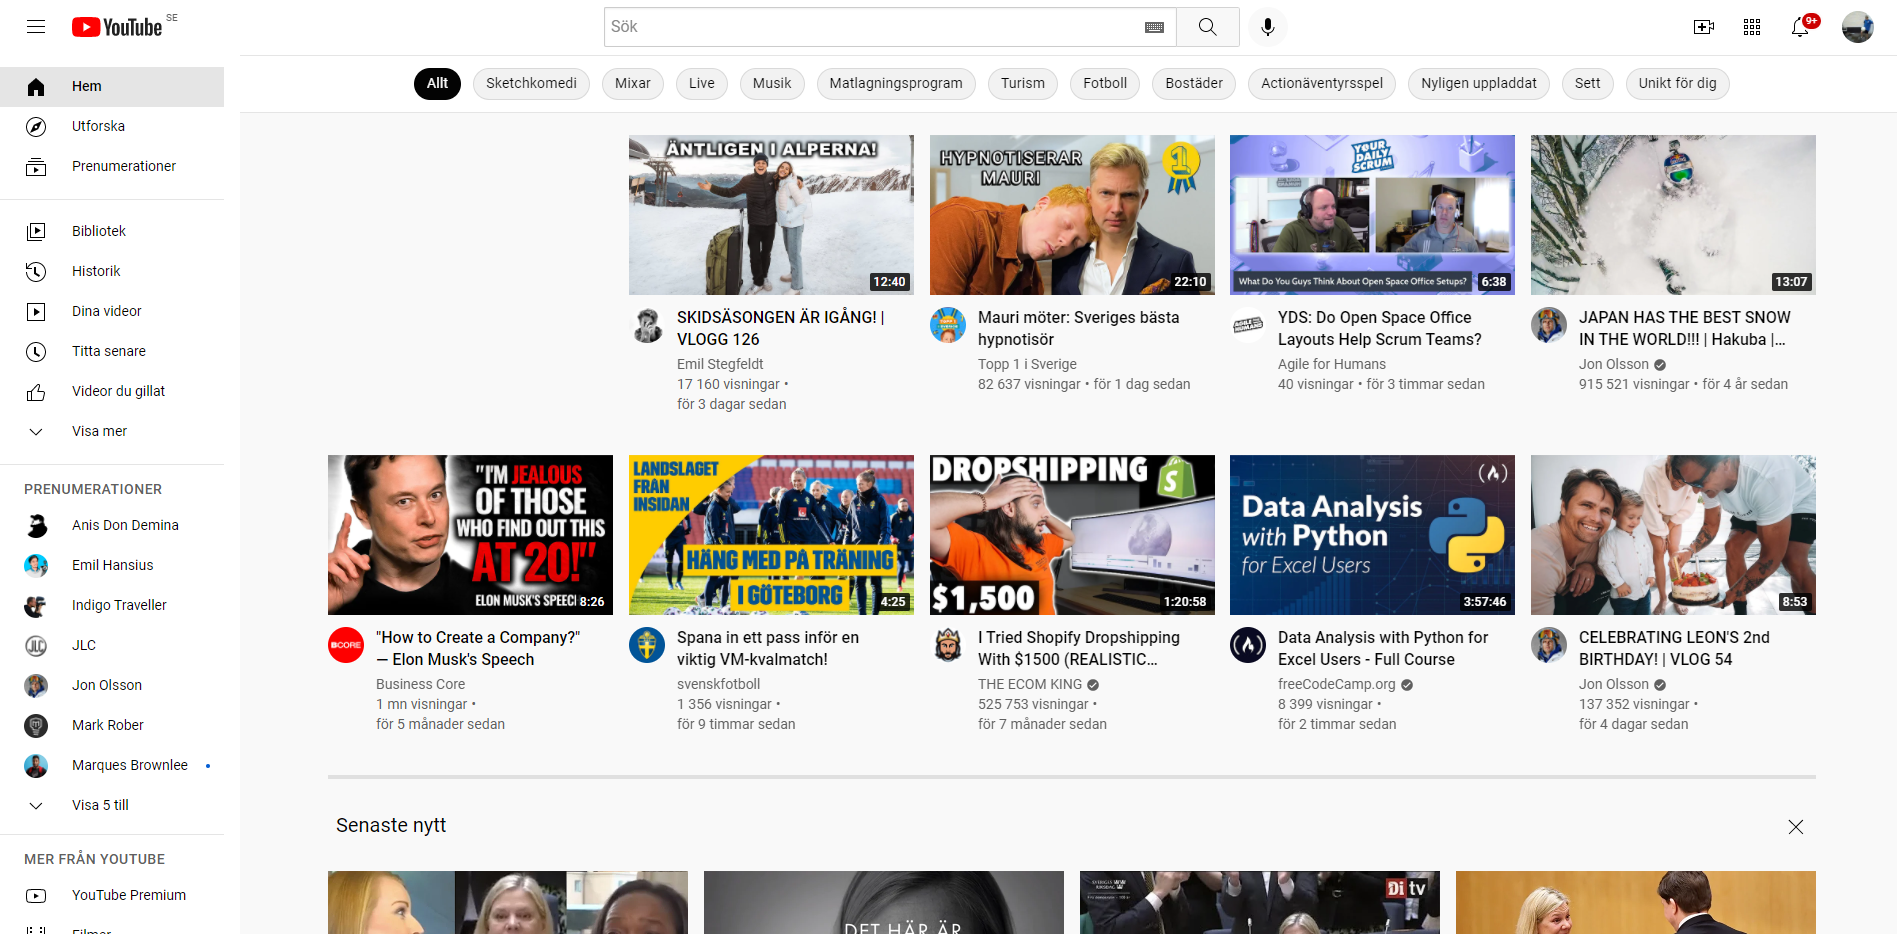 YouTube SE
Sök
9+
Hem
Utforska
Prenumerationer
Bibliotek
Historik
Dina videor
Titta senare
Videor du gillat
Visa mer
PRENUMERATIONER
Anis Don Demina
Emil Hansius
Indigo Traveller
JLC
Jon Olsson
Mark Rober
Marques Brownlee
Visa 5 till
MER FRÅN YOUTUBE
YouTube Premium
Filmer
Allt
Sketchkomedi
Mixar
Live
Musik
Matlagningsprogram
Turism
Fotboll
Bostäder
Actionäventyrsspel
Nyligen uppladdat
Sett
Unikt för dig
ÄNTLIGEN I ALPERNA!
12:40
SKIDSÄSONGEN ÄR IGÅNG! |
VLOGG 126
Emil Stegfeldt
17 160 visningar •
för 3 dagar sedan
HYPNOTISERAR
MAURI
1
22:10
Mauri möter: Sveriges bästa
hypnotisör
Topp 1 i Sverige
82 637 visningar • för 1 dag sedan
YOUR
DAILY
SCRUM
What Do You Guys Think About Open Space Office Setups?
6:38
AGILE FOR
HUMANS
YDS: Do Open Space Office
Layouts Help Scrum Teams?
Agile for Humans
40 visningar • för 3 timmar sedan
13:07
JAPAN HAS THE BEST SNOW
IN THE WORLD!!! | Hakuba |...
Jon Olsson
915 521 visningar • för 4 år sedan
"I'M JEALOUS
OF THOSE
WHO FIND OUT THIS
AT 20!"
ELON MUSK'S SPEECH
8:26
BCORE
"How to Create a Company?"
— Elon Musk's Speech
Business Core
1 mn visningar •
för 5 månader sedan
LANDSLAGET
FRÅN
INSIDAN
HÄNG MED PÅ TRÄNING
I GÖTEBORG
4:25
Spana in ett pass inför en
viktig VM-kvalmatch!
svenskfotboll
1 356 visningar •
för 9 timmar sedan
DROPSHIPPING
$1,500
1:20:58
I Tried Shopify Dropshipping
With $1500 (REALISTIC...
THE ECOM KING
525 753 visningar •
för 7 månader sedan
Data Analysis
with Python
for Excel Users
3:57:46
Data Analysis with Python for
Excel Users - Full Course
freeCodeCamp.org
8 399 visningar •
för 2 timmar sedan
8:53
CELEBRATING LEON'S 2nd
BIRTHDAY! | VLOG 54
Jon Olsson
137 352 visningar •
för 4 dagar sedan
Senaste nytt
DET HÄR ÄR
SVERIGES
RIKSDAG
Di tv